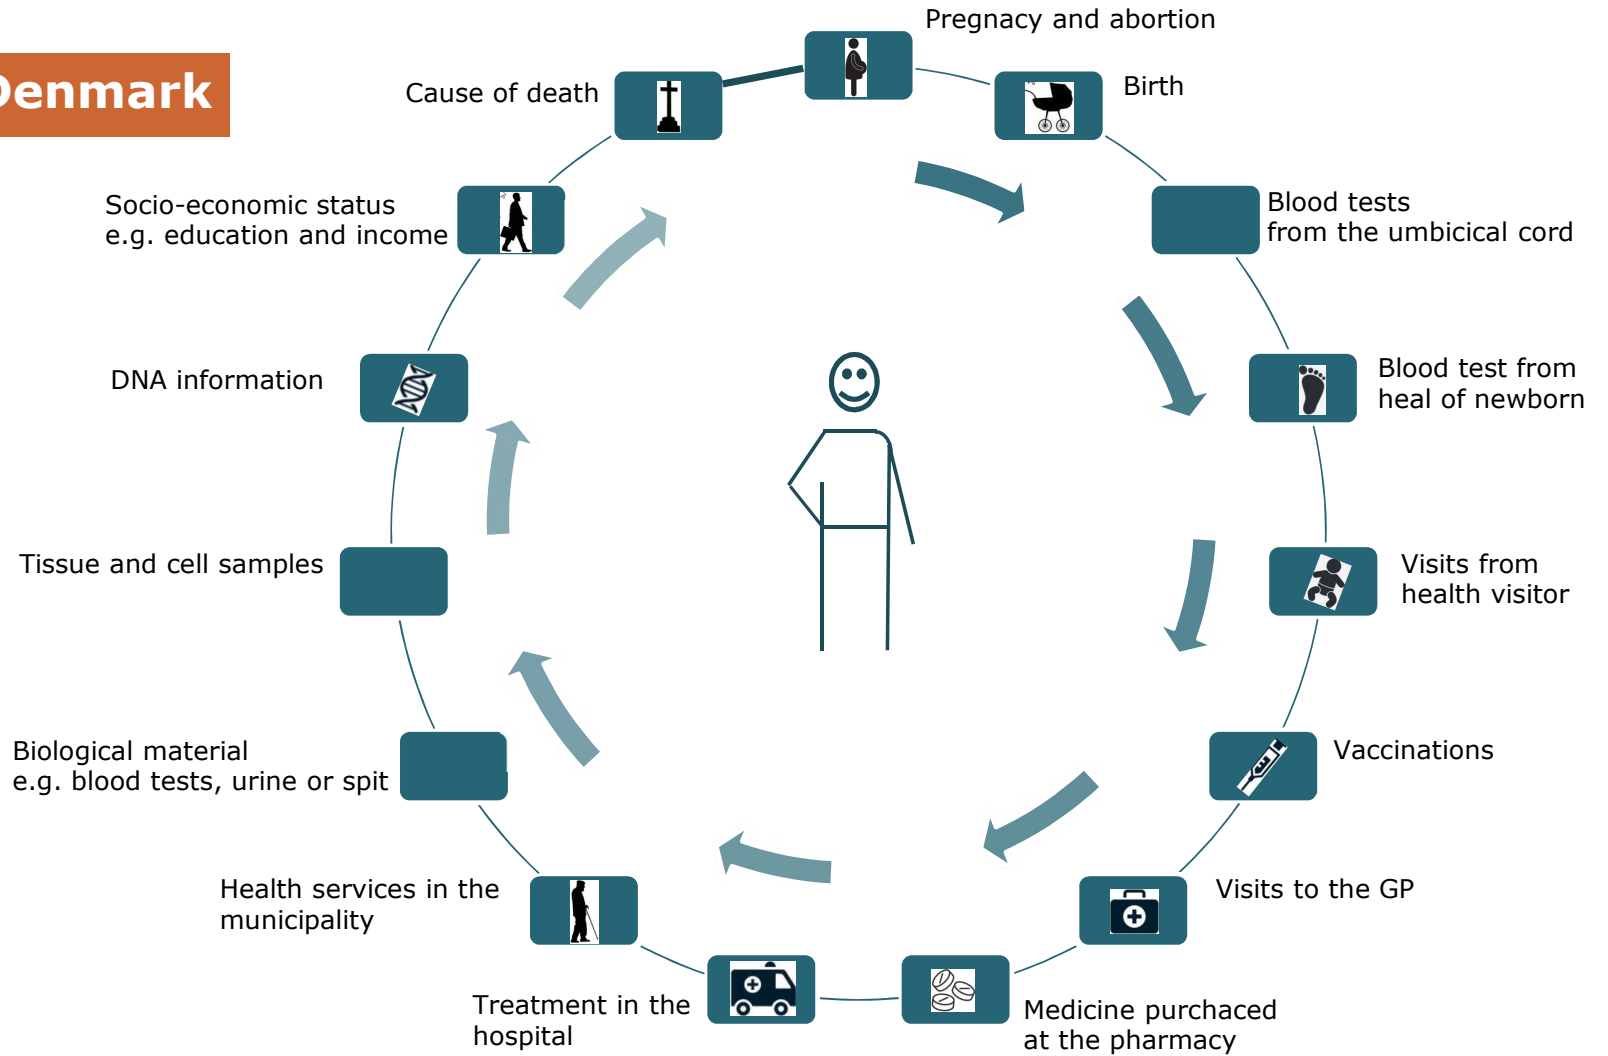 Denmark
Pregnacy and abortion
Birth
Blood tests
from the umbicical cord
Blood test from
heal of newborn
Visits from
health visitor
Vaccinations
Visits to the GP
Medicine purchaced
at the pharmacy
Treatment in the
hospital
Health services in the
municipality
Biological material
e.g. blood tests, urine or spit
Tissue and cell samples
DNA information
Socio-economic status
e.g. education and income
Cause of death